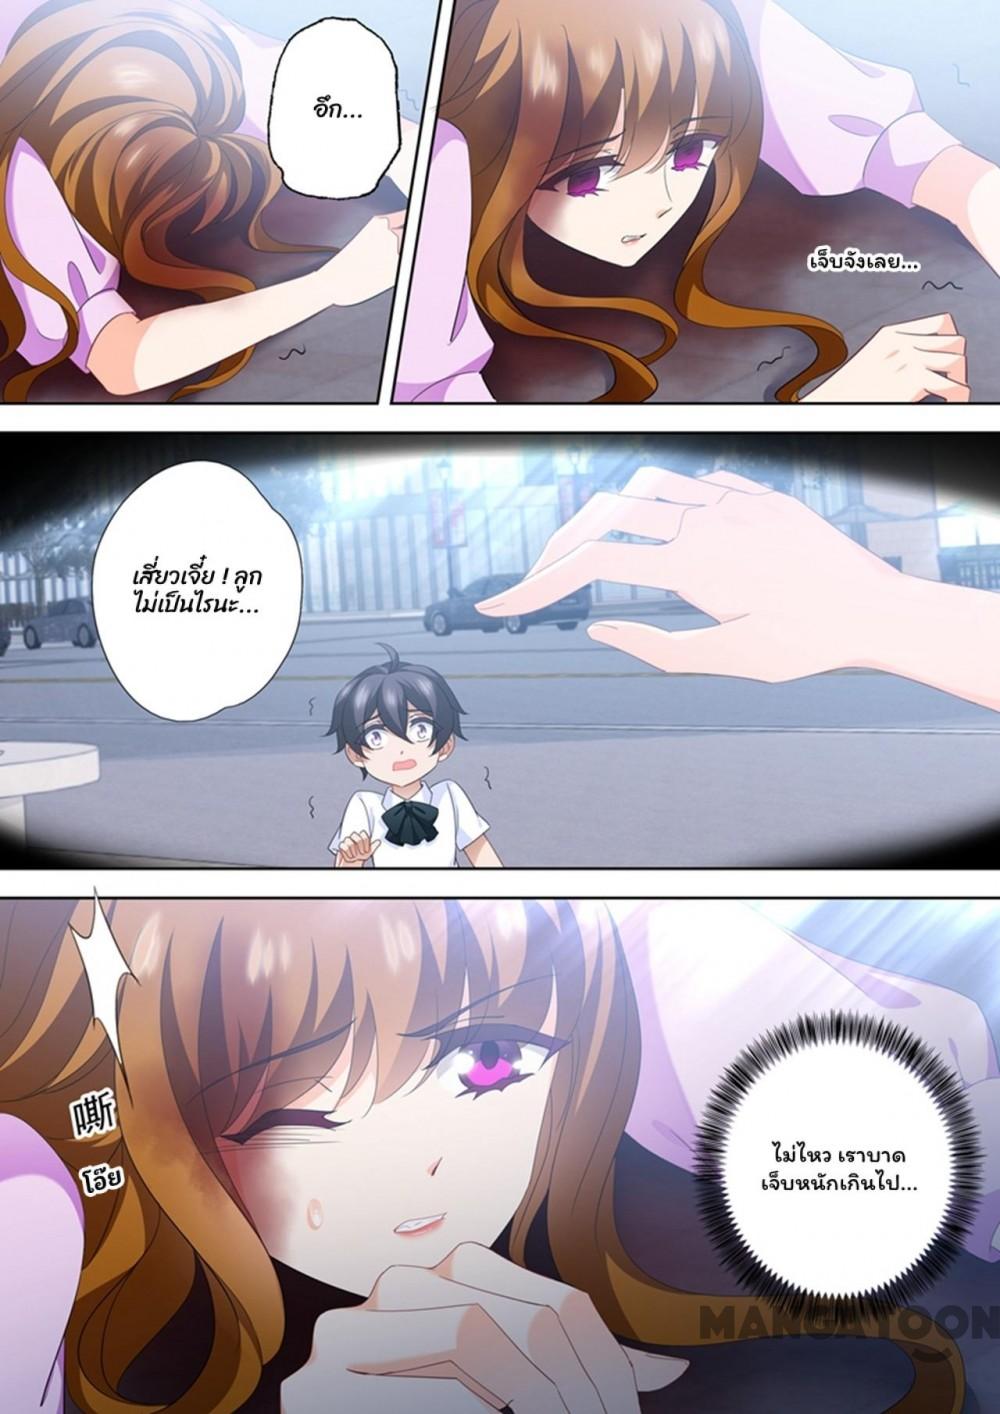 อึก...
เจ็บจังเลย...
เสี่ยวเจี๋ย ! ลูก
ไม่เป็นไรนะ...
嘶
โอ๊ย
ไม่ไหว เราบาด
เจ็บหนักเกินไป...
MANGATOON